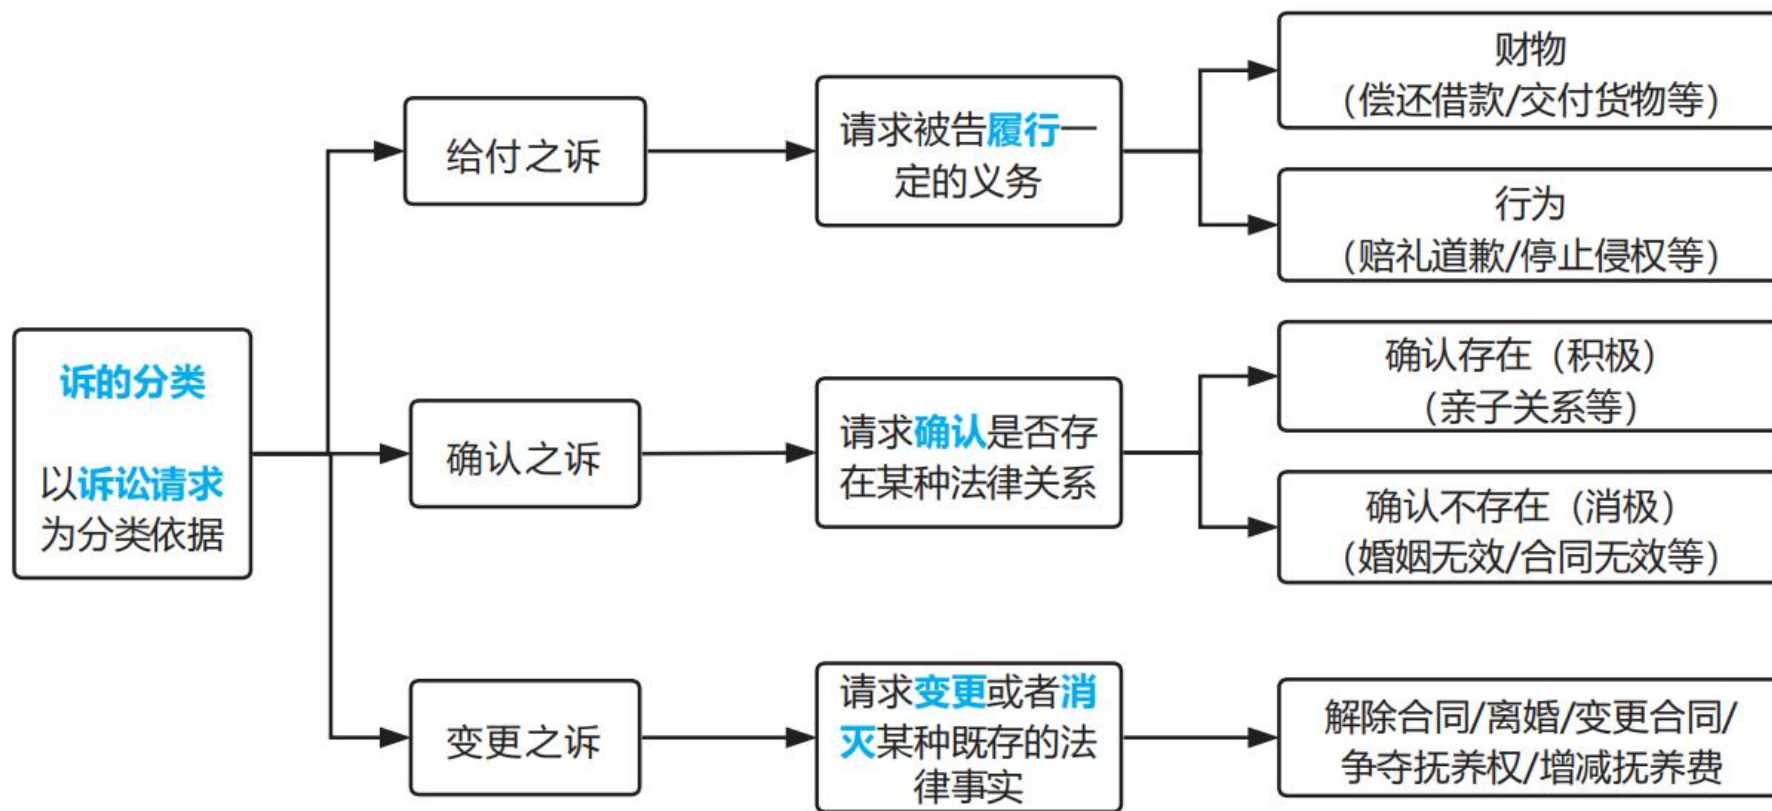 诉的分类
以诉讼请求
为分类依据
给付之诉
请求被告履行一
定的义务
财物
（偿还借款/交付货物等）
行为
（赔礼道歉/停止侵权等）
确认之诉
请求确认是否存
在某种法律关系
确认存在（积极）
（亲子关系等）
确认不存在（消极）
（婚姻无效/合同无效等）
变更之诉
请求变更或者消
灭某种既存的法
律事实
解除合同/离婚/变更合同/
争夺抚养权/增减抚养费